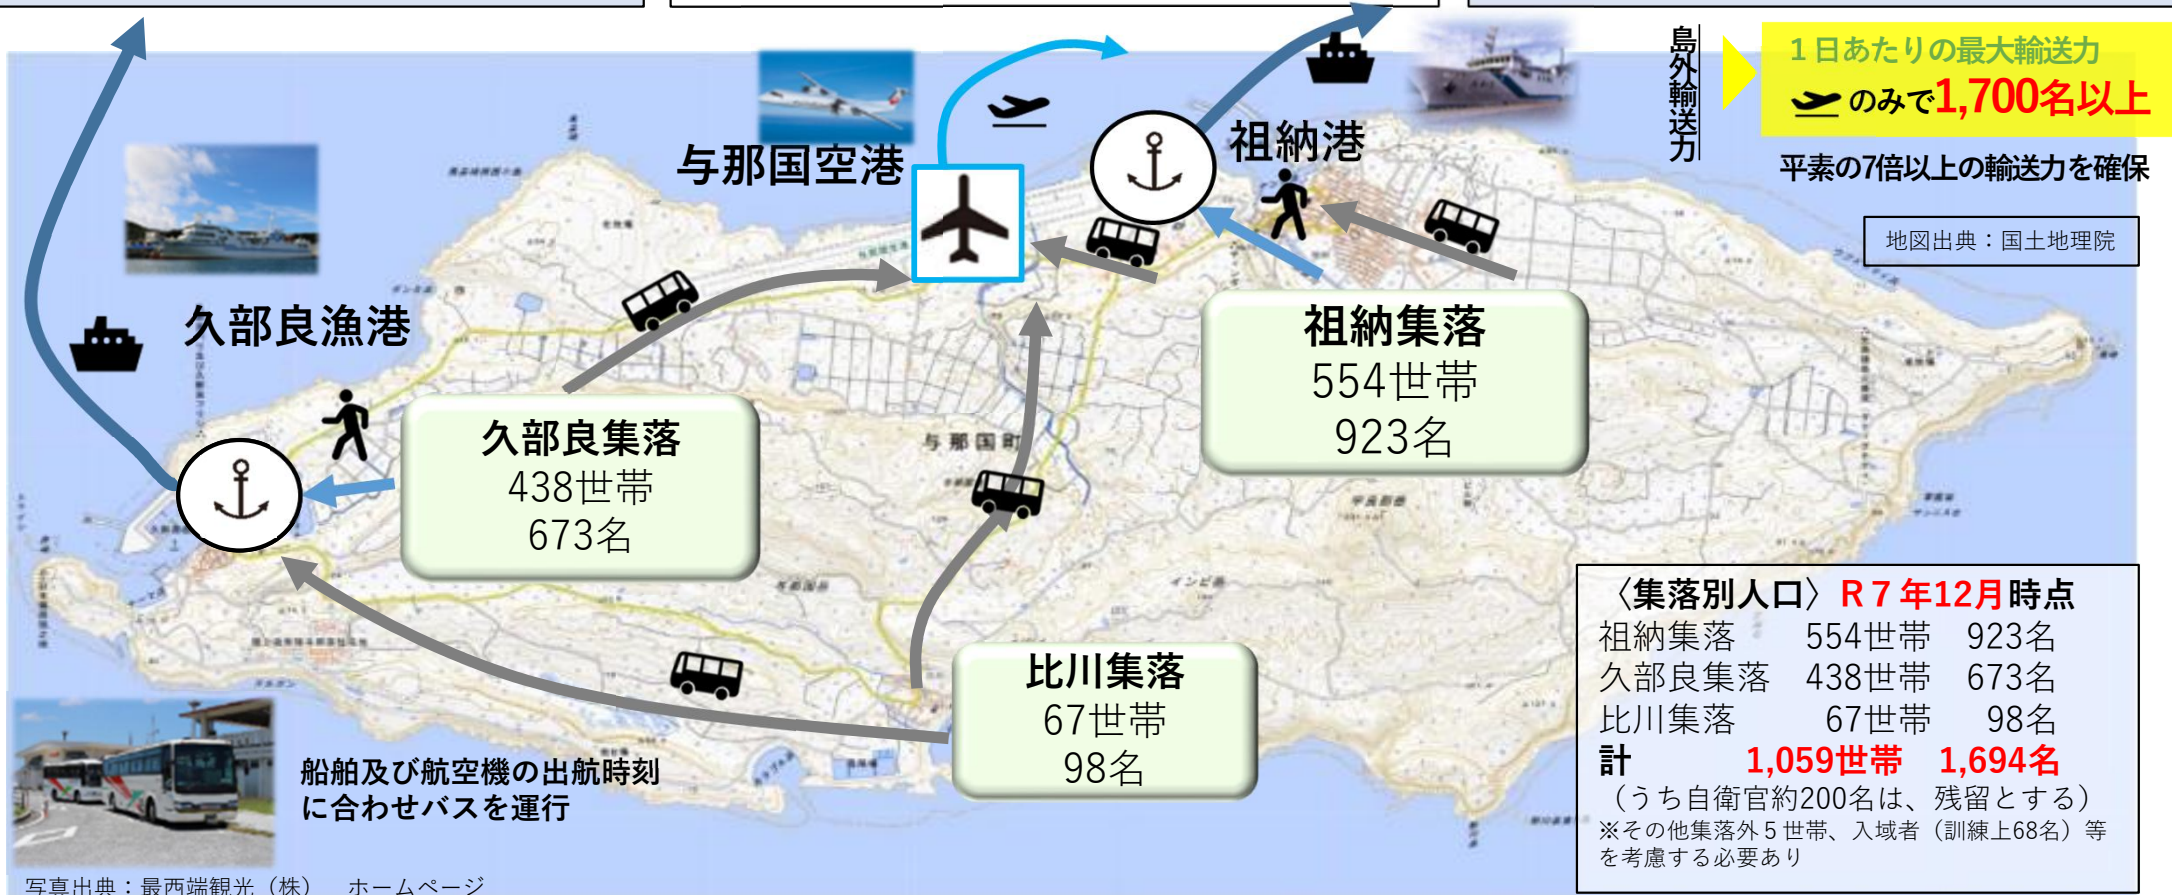 島外輸送力
１日あたりの最大輸送力
のみで1,700名以上
平素の7倍以上の輸送力を確保
地図出典：国土地理院
与那国空港
祖納港
久部良漁港
祖納集落
554世帯
923名
久部良集落
438世帯
673名
与那国町
比川集落
67世帯
98名
船舶及び航空機の出航時刻
に合わせバスを運行
〈集落別人口〉Ｒ７年12月時点
祖納集落　554世帯　923名
久部良集落　438世帯　673名
比川集落　67世帯　98名
計　1,059世帯　1,694名
（うち自衛官約200名は、残留とする）
※その他集落外５世帯、入域者（訓練上68名）等
を考慮する必要あり
写真出典：最西端観光（株）　ホームページ